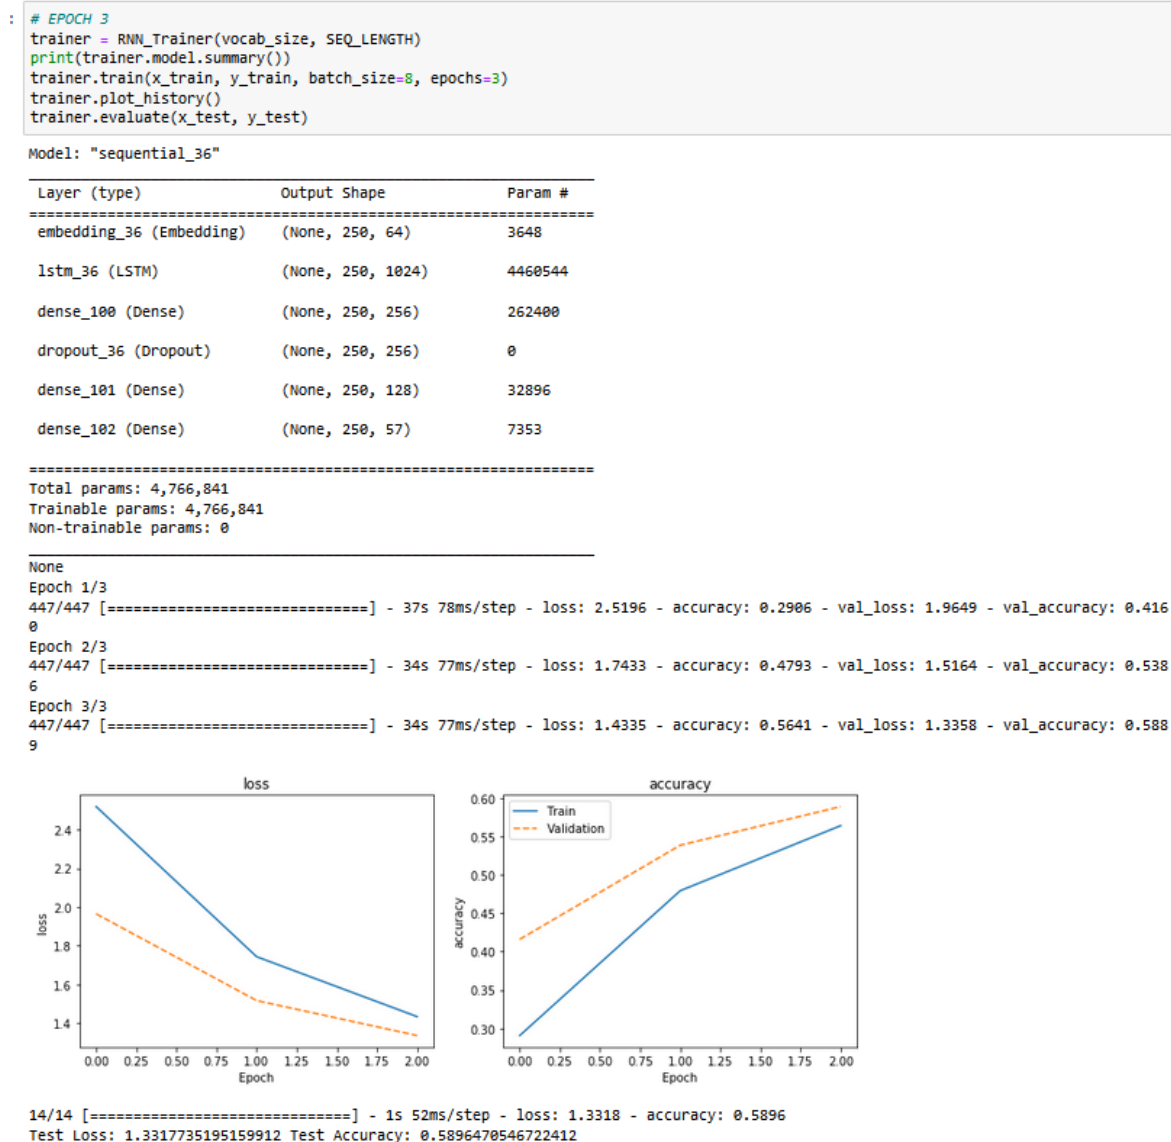 :
# EPOCH 3
trainer = RNN_Trainer(vocab_size, SEQ_LENGTH)
print(trainer.model.summary())
trainer.train(x_train, y_train, batch_size=8, epochs=3)
trainer.plot_history()
trainer.evaluate(x_test, y_test)
Model: "sequential_36"
Layer (type) Output Shape Param #
=================================================================
embedding_36 (Embedding) (None, 250, 64) 3648
lstm_36 (LSTM) (None, 250, 1024) 4460544
dense_100 (Dense) (None, 250, 256) 262400
dropout_36 (Dropout) (None, 250, 256) 0
dense_101 (Dense) (None, 250, 128) 32896
dense_102 (Dense) (None, 250, 57) 7353
=================================================================
Total params: 4,766,841
Trainable params: 4,766,841
Non-trainable params: 0
None
Epoch 1/3
447/447 [==============================] - 37s 78ms/step - loss: 2.5196 - accuracy: 0.2906 - val_loss: 1.9649 - val_accuracy: 0.416
0
Epoch 2/3
447/447 [==============================] - 34s 77ms/step - loss: 1.7433 - accuracy: 0.4793 - val_loss: 1.5164 - val_accuracy: 0.538
6
Epoch 3/3
447/447 [==============================] - 34s 77ms/step - loss: 1.4335 - accuracy: 0.5641 - val_loss: 1.3358 - val_accuracy: 0.588
9
loss
2.4
2.2
2.0
1.8
1.6
1.4
loss
0.00 0.25 0.50 0.75 1.00 1.25 1.50 1.75 2.00
Epoch
accuracy
Train
Validation
0.60
0.55
0.50
0.45
0.40
0.35
0.30
accuracy
0.00 0.25 0.50 0.75 1.00 1.25 1.50 1.75 2.00
Epoch
14/14 [==============================] - 1s 52ms/step - loss: 1.3318 - accuracy: 0.5896
Test Loss: 1.3317735195159912 Test Accuracy: 0.5896470546722412